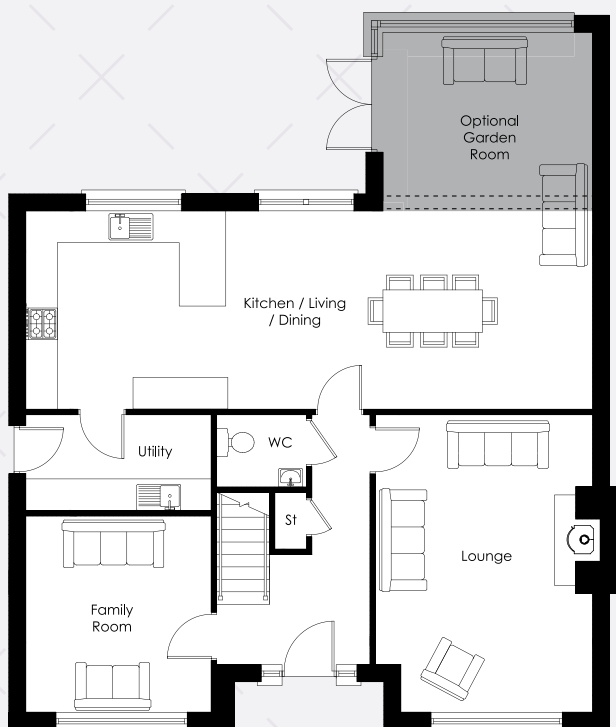 Optional
Garden
Room
Kitchen / Living
/ Dining
Utility
WC
St
Lounge
Family
Room